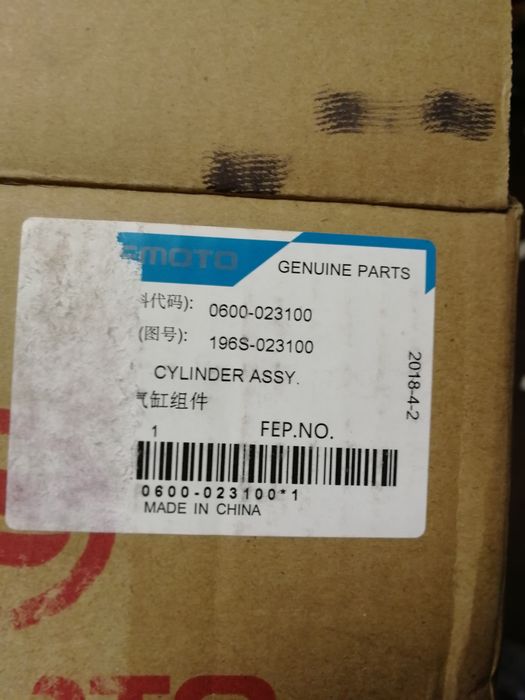 FMOTO
GENUINE PARTS
料代码): 0600-023100
(图号): 196S-023100
CYLINDER ASSY.
气缸组件
2018-4-2
1 FEP.NO.
0600-023100*1
MADE IN CHINA